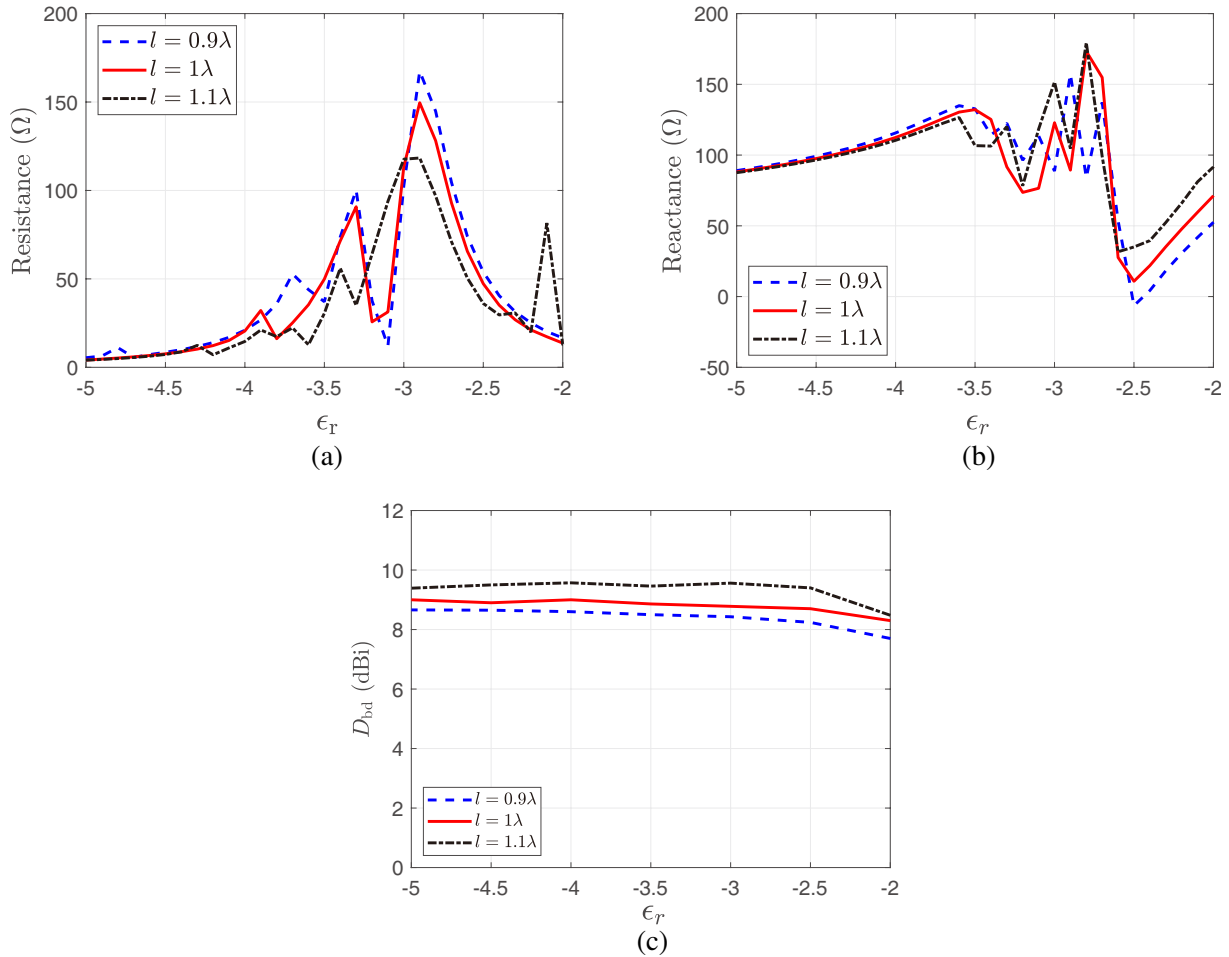 200
150
100
50
0
Resistance (Ω)
l = 0.9λ
l = 1λ
l = 1.1λ
-5 -4.5 -4 -3.5 -3 -2.5 -2
ϵr
(a)
200
150
100
50
0
-50
Reactance (Ω)
l = 0.9λ
l = 1λ
l = 1.1λ
-5 -4.5 -4 -3.5 -3 -2.5 -2
ϵr
(b)
12
10
8
6
4
2
0
Dbd (dBi)
l = 0.9λ
l = 1λ
l = 1.1λ
-5 -4.5 -4 -3.5 -3 -2.5 -2
ϵr
(c)